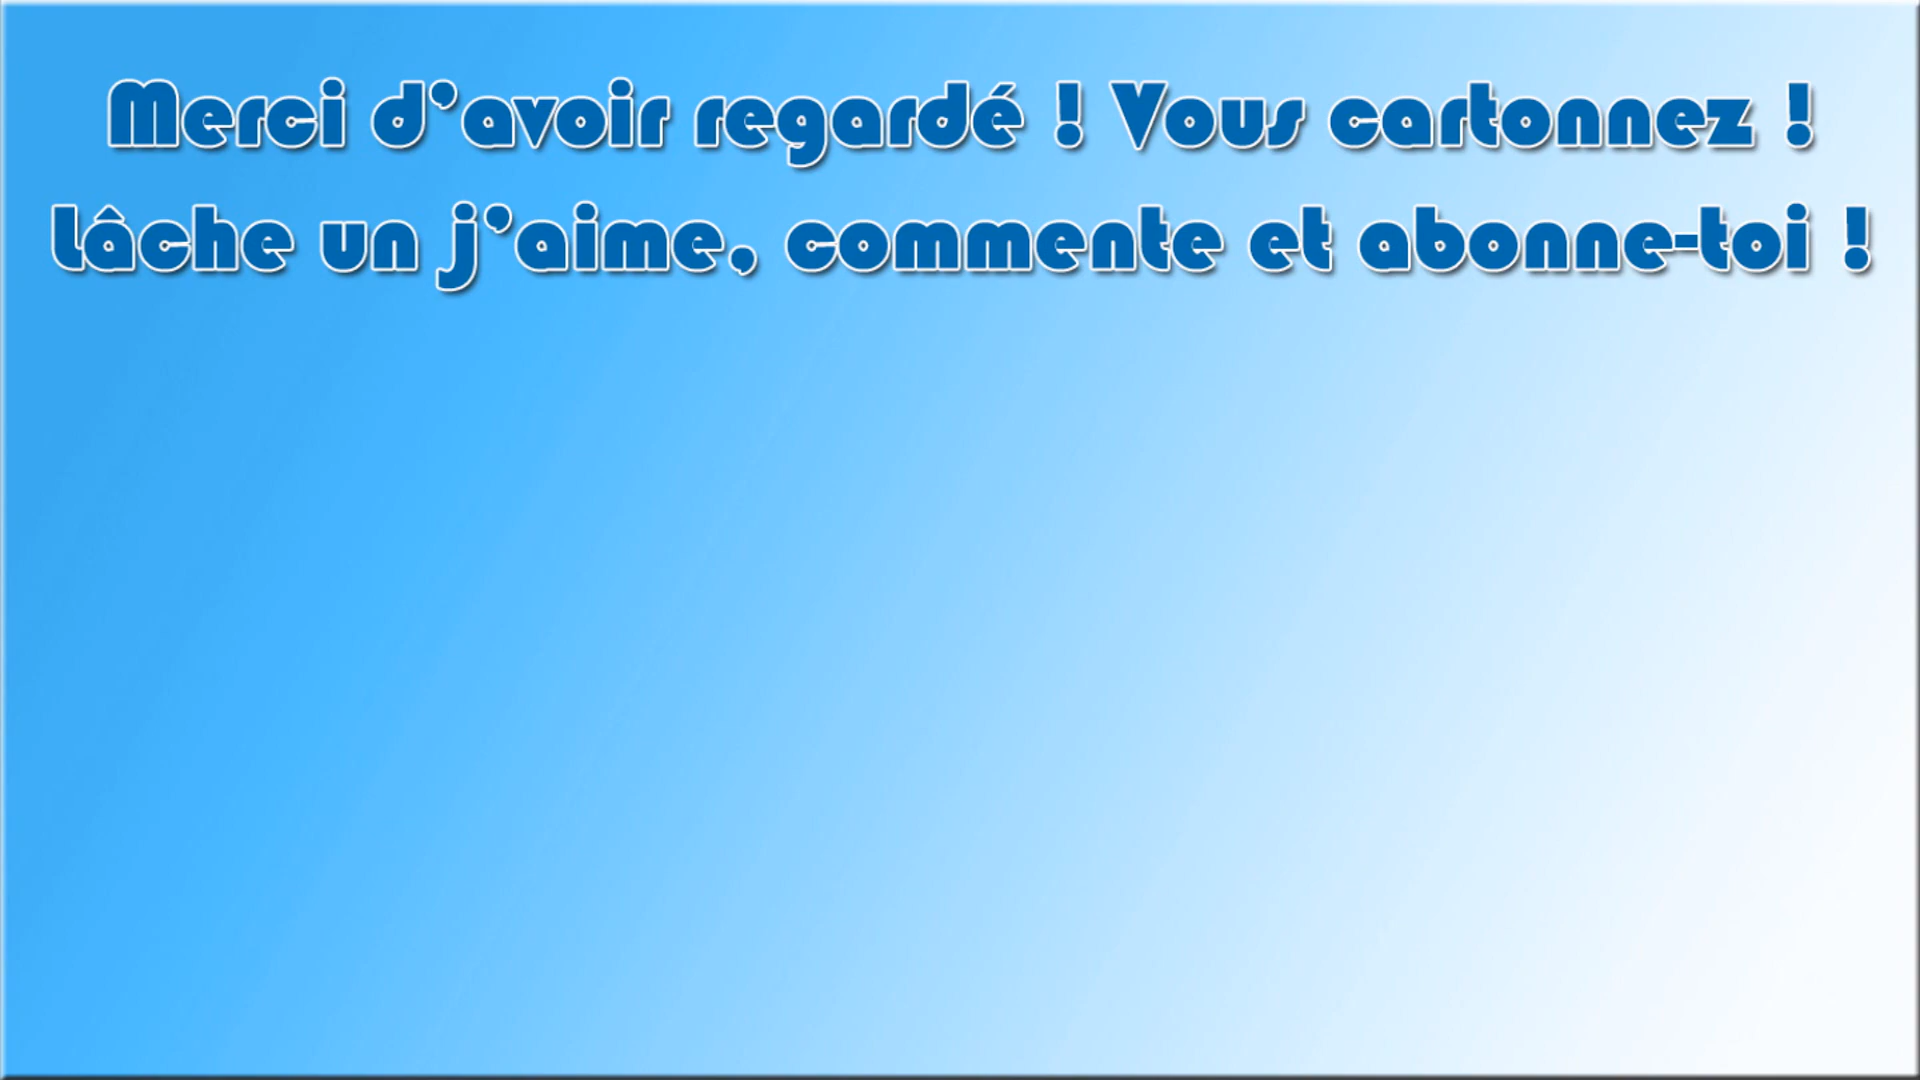 Merci d’avoir regardé ! Vous cartonnez !
Lâche un j’aime, commente et abonne-toi !